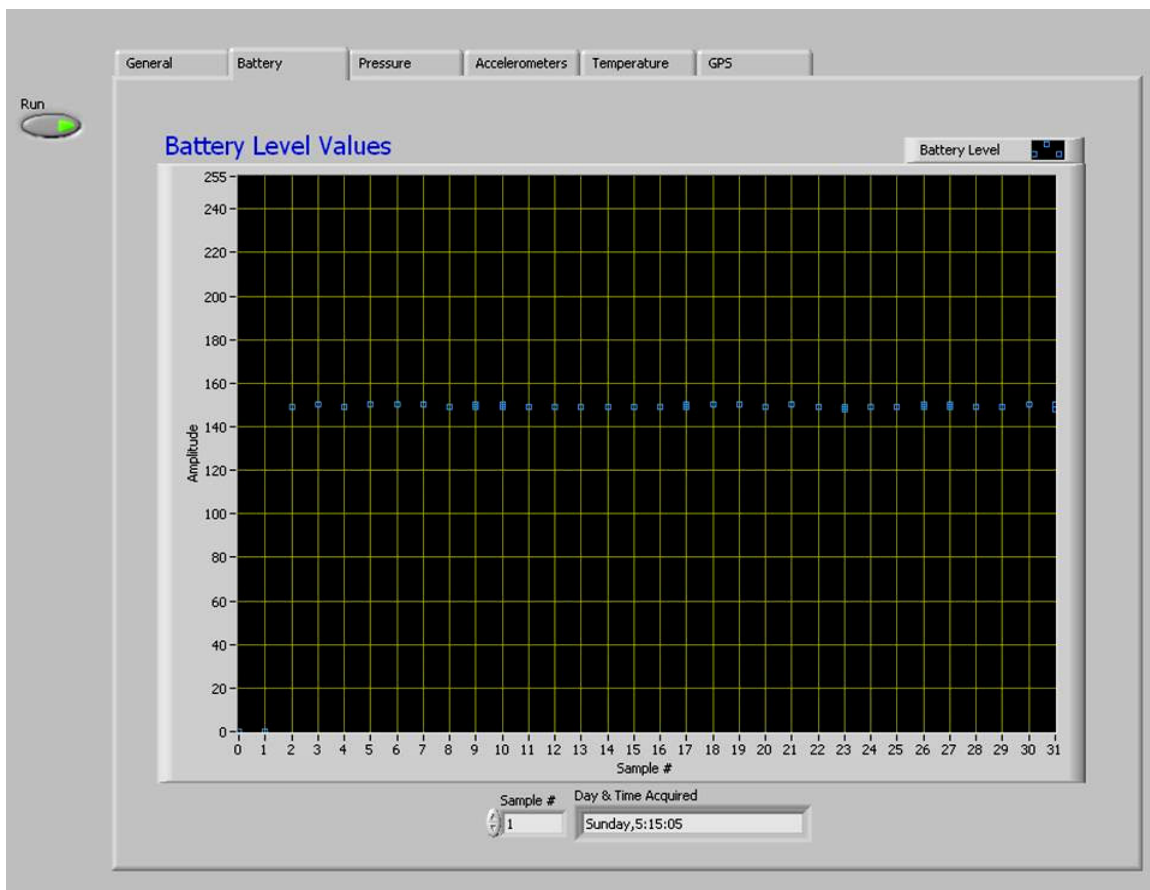 General Battery Pressure Accelerometers Temperature GPS
Run
Battery Level Values
Battery Level
255
240
220
200
180
160
140
120
100
80
60
40
20
0
Amplitude
0 1 2 3 4 5 6 7 8 9 10 11 12 13 14 15 16 17 18 19 20 21 22 23 24 25 26 27 28 29 30 31
Sample #
Sample # Day & Time Acquired
1 Sunday,5:15:05